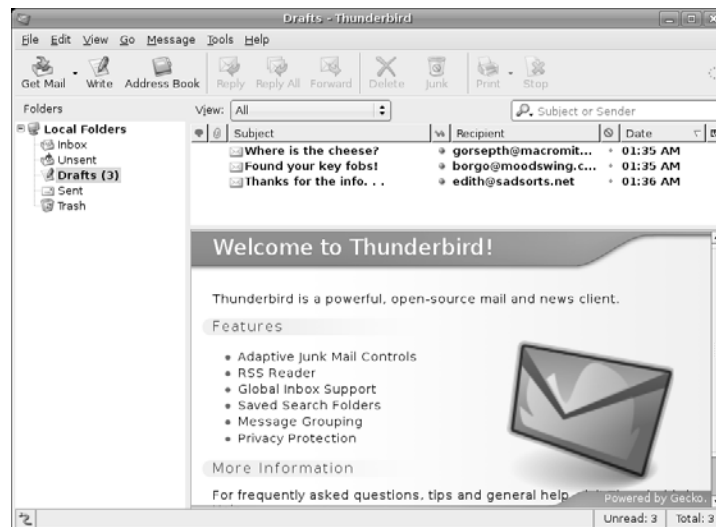 Drafts - Thunderbird
File Edit View Go Message Tools Help
Get Mail Write Address Book Reply Reply All Forward Delete Junk Print Stop
Folders
View: All
Subject or Sender
Local Folders
Inbox
Unsent
Drafts (3)
Sent
Trash
Subject Recipient Date
Where is the cheese? gorsepth@macromit... 01:35 AM
Found your key fobs! borgo@moodswing.c... 01:35 AM
Thanks for the info. . . edith@sadsorts.net 01:36 AM
Welcome to Thunderbird!
Thunderbird is a powerful, open-source mail and news client.
Features
Adaptive Junk Mail Controls
RSS Reader
Global Inbox Support
Saved Search Folders
Message Grouping
Privacy Protection
More Information
For frequently asked questions, tips and general help,
Powered by Gecko.
Unread: 3 Total: 3